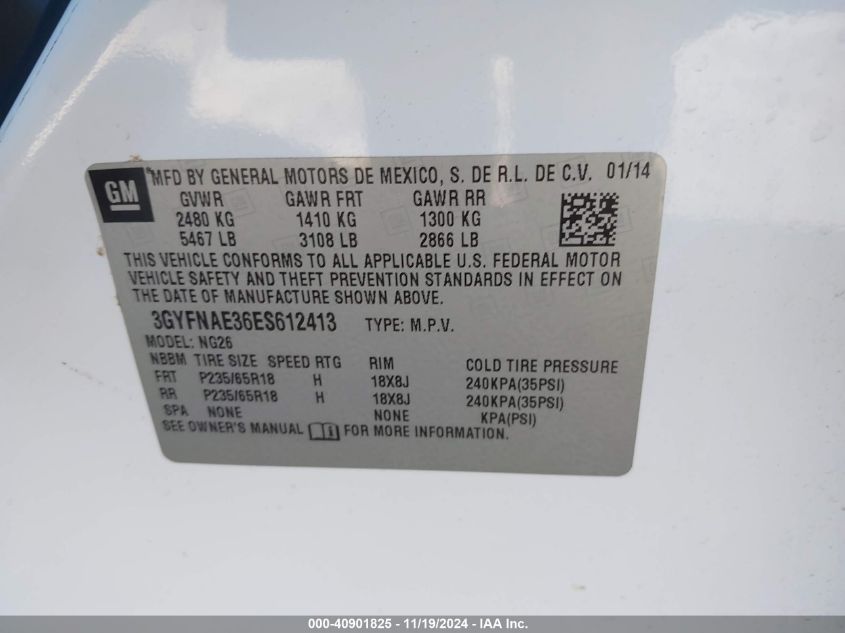 GM MFD BY GENERAL MOTORS DE MEXICO, S. DE R.L. DE C.V. 01/14
GVWR GAWR FRT GAWR RR
2480 KG 1410 KG 1300 KG
5467 LB 3108 LB 2866 LB
THIS VEHICLE CONFORMS TO ALL APPLICABLE U.S. FEDERAL MOTOR
VEHICLE SAFETY AND THEFT PREVENTION STANDARDS IN EFFECT ON
THE DATE OF MANUFACTURE SHOWN ABOVE.
3GYFNAE36ES612413 TYPE: M.P.V.
MODEL: NG26
NBBM TIRE SIZE SPEED RTG RIM COLD TIRE PRESSURE
FRT P235/65R18 H 18X8J 240KPA(35PSI)
RR P235/65R18 H 18X8J 240KPA(35PSI)
SPA NONE NONE KPA(PSI)
SEE OWNER'S MANUAL FOR MORE INFORMATION.
000-40901825 - 11/19/2024 - IAA Inc.